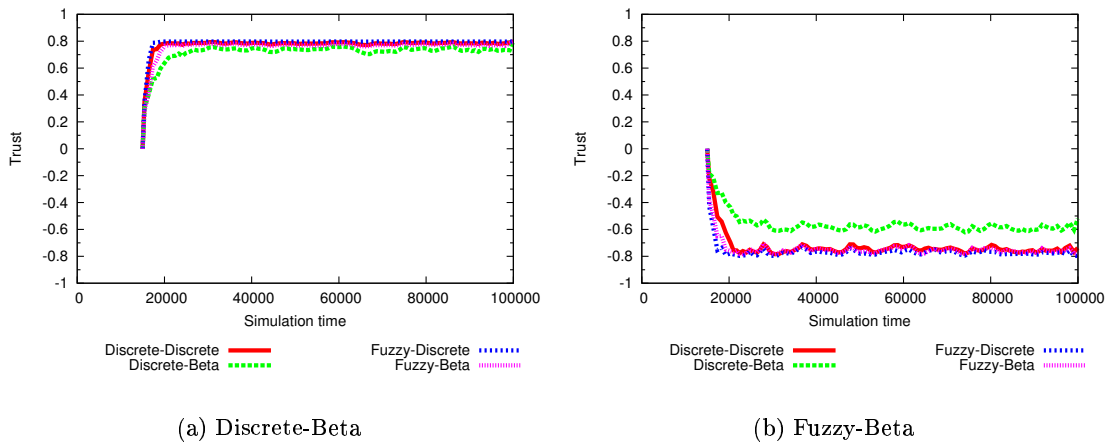 1
0.8
0.6
0.4
0.2
0
-0.2
-0.4
-0.6
-0.8
-1
Trust
0 20000 40000 60000 80000 100000
Simulation time
Discrete-Discrete
Discrete-Beta
Fuzzy-Discrete
Fuzzy-Beta
(a) Discrete-Beta
1
0.8
0.6
0.4
0.2
0
-0.2
-0.4
-0.6
-0.8
-1
Trust
0 20000 40000 60000 80000 100000
Simulation time
Discrete-Discrete
Discrete-Beta
Fuzzy-Discrete
Fuzzy-Beta
(b) Fuzzy-Beta